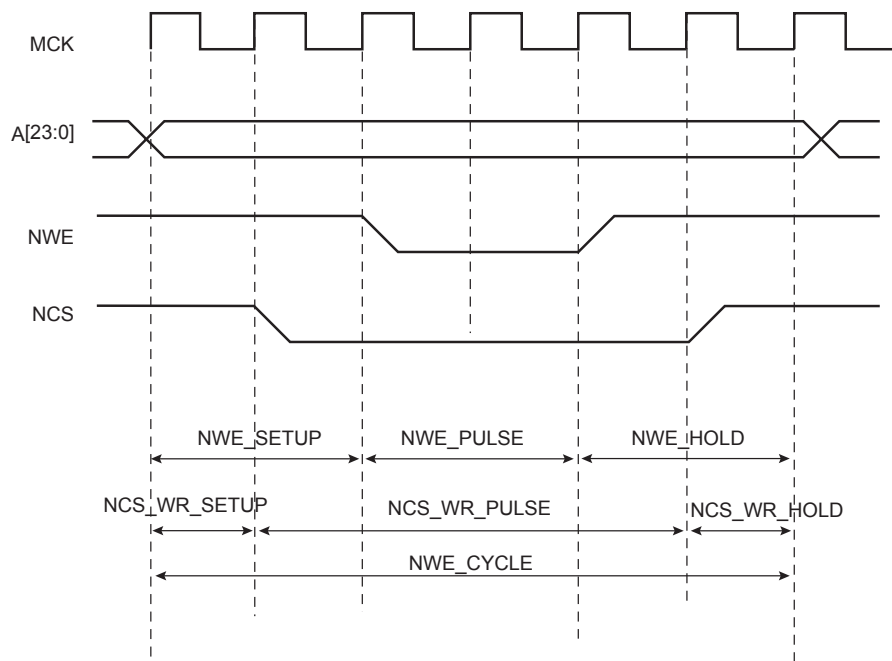 MCK
A[23:0]
NWE
NCS
NWE_SETUP NWE_PULSE NWE_HOLD
NCS_WR_SETUP NCS_WR_PULSE NCS_WR_HOLD
NWE_CYCLE